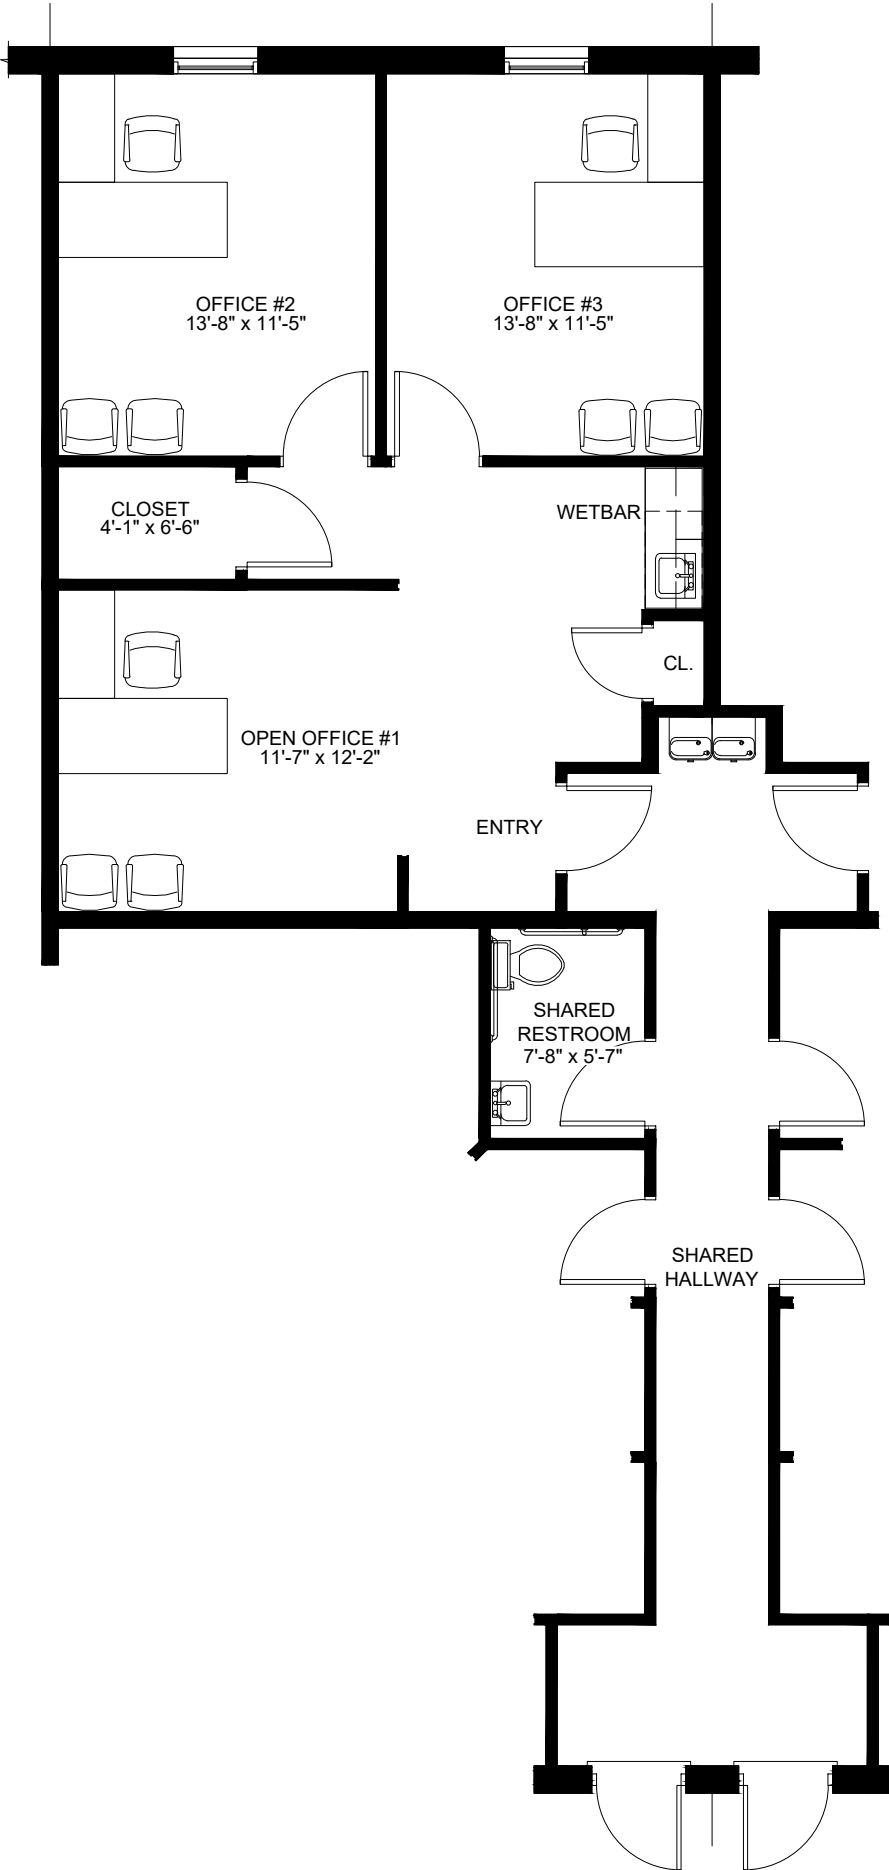 OFFICE #2
13'-8" x 11'-5"
OFFICE #3
13'-8" x 11'-5"
CLOSET
4'-1" x 6'-6"
WETBAR
CL.
OPEN OFFICE #1
11'-7" x 12'-2"
ENTRY
SHARED
RESTROOM
7'-8" x 5'-7"
SHARED
HALLWAY